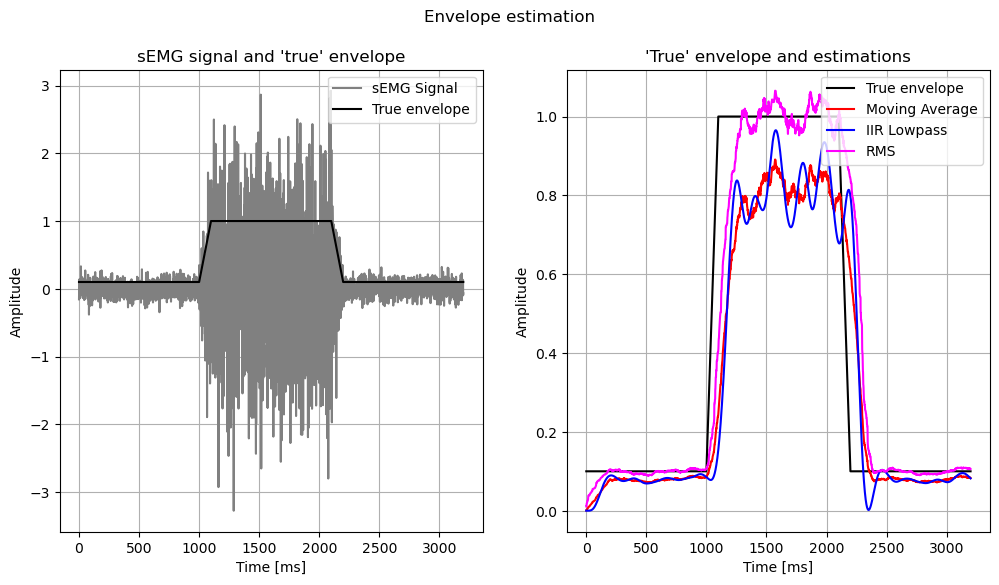 Envelope estimation
sEMG signal and 'true' envelope
sEMG Signal
True envelope
3
2
1
0
−1
−2
−3
Amplitude
0 500 1000 1500 2000 2500 3000
Time [ms]
'True' envelope and estimations
True envelope
Moving Average
IIR Lowpass
RMS
1.0
0.8
0.6
0.4
0.2
0.0
Amplitude
0 500 1000 1500 2000 2500 3000
Time [ms]